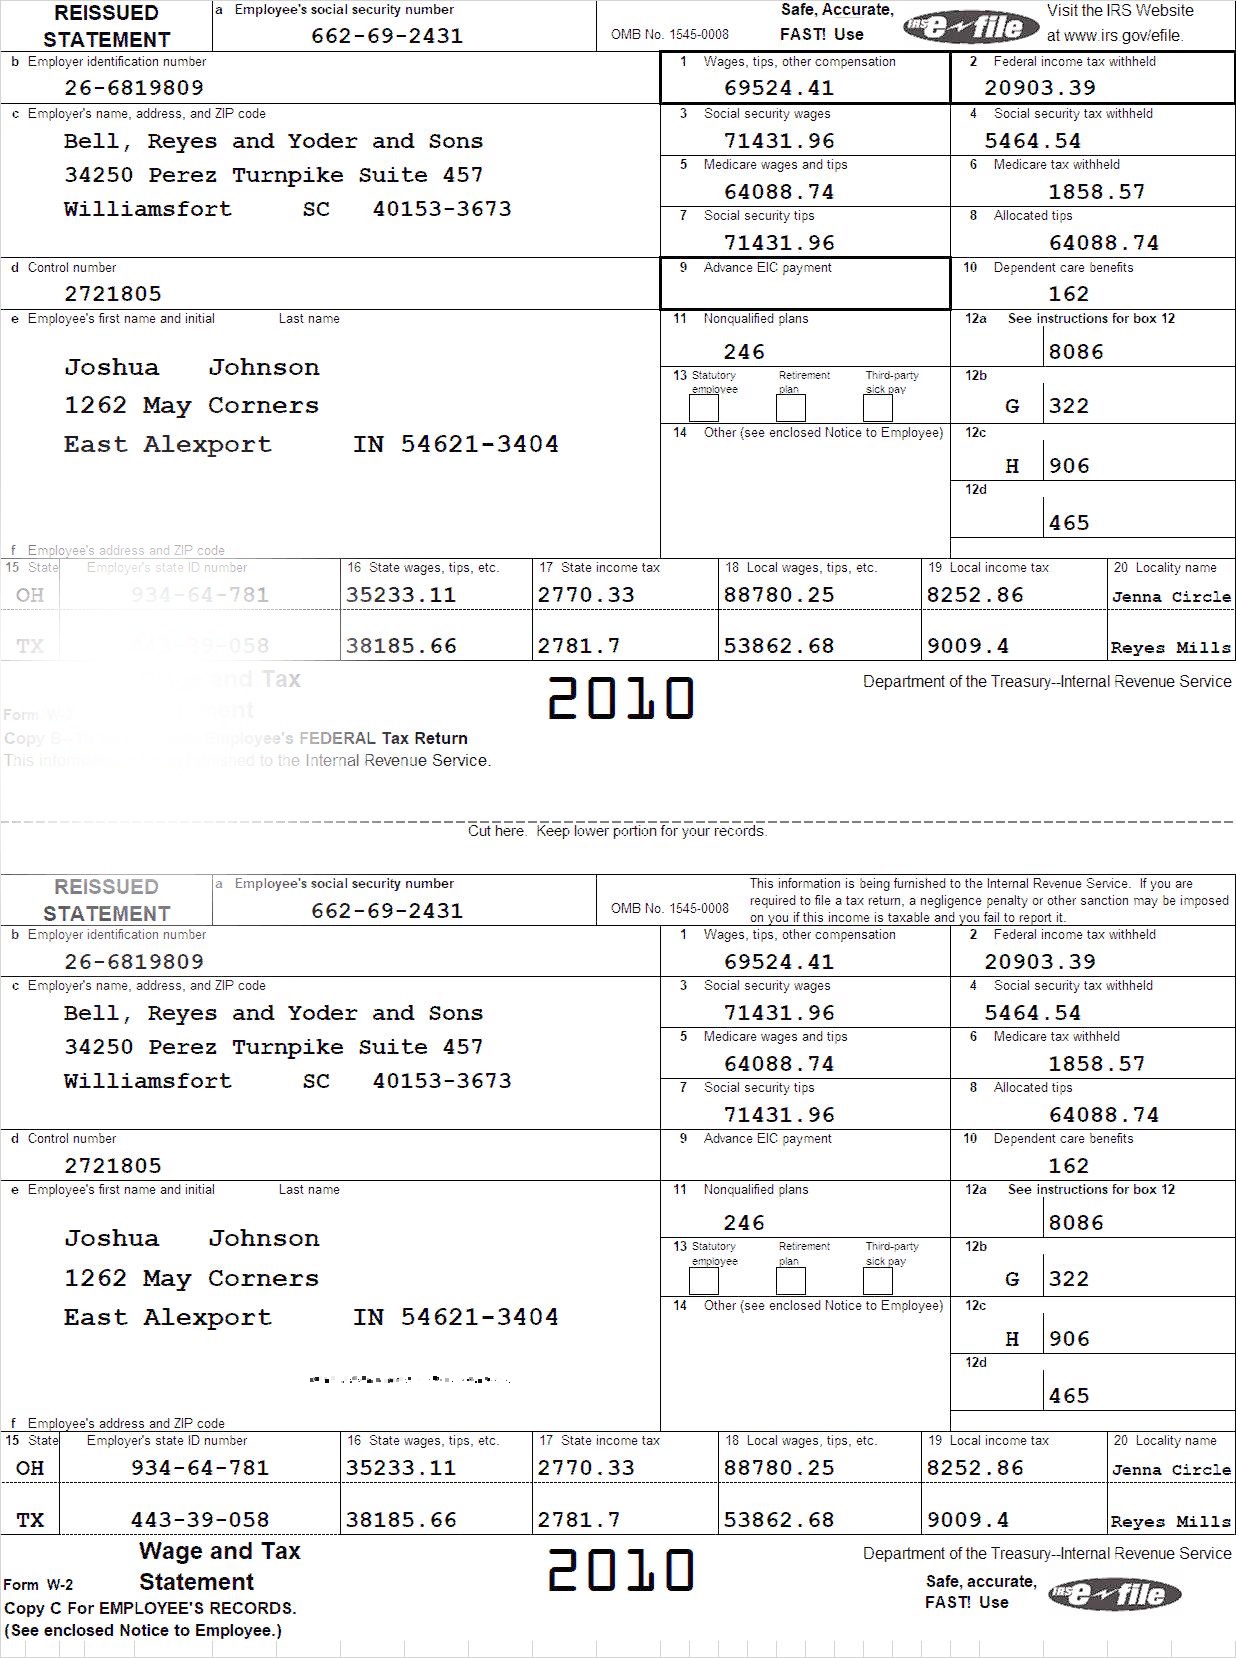 REISSUED STATEMENT
a Employee's social security number
662-69-2431
OMB No. 1545-0008
Safe, Accurate, FAST! Use
IRS e-file
Visit the IRS Website at www.irs.gov/efile.
b Employer identification number
26-6819809
1 Wages, tips, other compensation
69524.41
2 Federal income tax withheld
20903.39
c Employer's name, address, and ZIP code
Bell, Reyes and Yoder and Sons
34250 Perez Turnpike Suite 457
Williamsfort SC 40153-3673
3 Social security wages
71431.96
4 Social security tax withheld
5464.54
5 Medicare wages and tips
64088.74
6 Medicare tax withheld
1858.57
7 Social security tips
71431.96
8 Allocated tips
64088.74
d Control number
2721805
9 Advance EIC payment
10 Dependent care benefits
162
e Employee's first name and initial Last name
Joshua Johnson
1262 May Corners
East Alexport IN 54621-3404
11 Nonqualified plans
246
12a See instructions for box 12
8086
13 Statutory employee Retirement plan Third-party sick pay
12b
G 322
14 Other (see enclosed Notice to Employee)
12c
H 906
12d
465
f Employee's address and ZIP code
15 State Employer's state ID number 16 State wages, tips, etc. 17 State income tax 18 Local wages, tips, etc. 19 Local income tax 20 Locality name
OH 934-64-781 35233.11 2770.33 88780.25 8252.86 Jenna Circle
TX 443-39-058 38185.66 2781.7 53862.68 9009.4 Reyes Mills
and Tax
2010
Department of the Treasury--Internal Revenue Service
Form
Copy Employee's FEDERAL Tax Return
This to the Internal Revenue Service.
Cut here. Keep lower portion for your records.
REISSUED STATEMENT
a Employee's social security number
662-69-2431
OMB No. 1545-0008
This information is being furnished to the Internal Revenue Service. If you are
required to file a tax return, a negligence penalty or other sanction may be imposed
on you if this income is taxable and you fail to report it.
b Employer identification number
26-6819809
1 Wages, tips, other compensation
69524.41
2 Federal income tax withheld
20903.39
c Employer's name, address, and ZIP code
Bell, Reyes and Yoder and Sons
34250 Perez Turnpike Suite 457
Williamsfort SC 40153-3673
3 Social security wages
71431.96
4 Social security tax withheld
5464.54
5 Medicare wages and tips
64088.74
6 Medicare tax withheld
1858.57
7 Social security tips
71431.96
8 Allocated tips
64088.74
d Control number
2721805
9 Advance EIC payment
10 Dependent care benefits
162
e Employee's first name and initial Last name
Joshua Johnson
1262 May Corners
East Alexport IN 54621-3404
11 Nonqualified plans
246
12a See instructions for box 12
8086
13 Statutory employee Retirement plan Third-party sick pay
12b
G 322
14 Other (see enclosed Notice to Employee)
12c
H 906
12d
465
f Employee's address and ZIP code
15 State Employer's state ID number 16 State wages, tips, etc. 17 State income tax 18 Local wages, tips, etc. 19 Local income tax 20 Locality name
OH 934-64-781 35233.11 2770.33 88780.25 8252.86 Jenna Circle
TX 443-39-058 38185.66 2781.7 53862.68 9009.4 Reyes Mills
Wage and Tax
Statement
Form W-2
2010
Department of the Treasury--Internal Revenue Service
Safe, accurate,
FAST! Use
IRS e-file
Copy C For EMPLOYEE'S RECORDS.
(See enclosed Notice to Employee.)